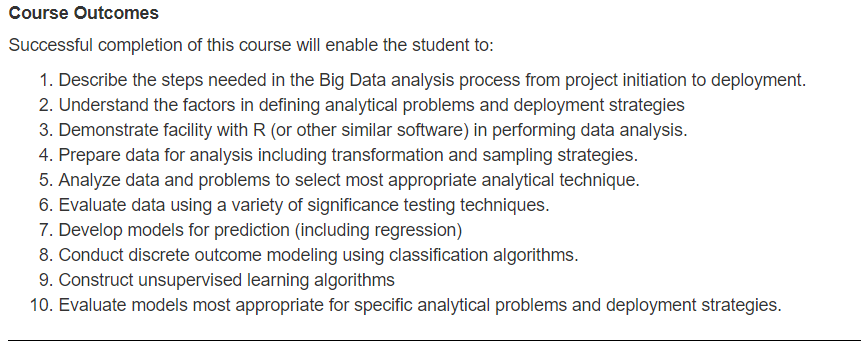 Course Outcomes
Successful completion of this course will enable the student to:
1. Describe the steps needed in the Big Data analysis process from project initiation to deployment.
2. Understand the factors in defining analytical problems and deployment strategies
3. Demonstrate facility with R (or other similar software) in performing data analysis.
4. Prepare data for analysis including transformation and sampling strategies.
5. Analyze data and problems to select most appropriate analytical technique.
6. Evaluate data using a variety of significance testing techniques.
7. Develop models for prediction (including regression)
8. Conduct discrete outcome modeling using classification algorithms.
9. Construct unsupervised learning algorithms
10. Evaluate models most appropriate for specific analytical problems and deployment strategies.